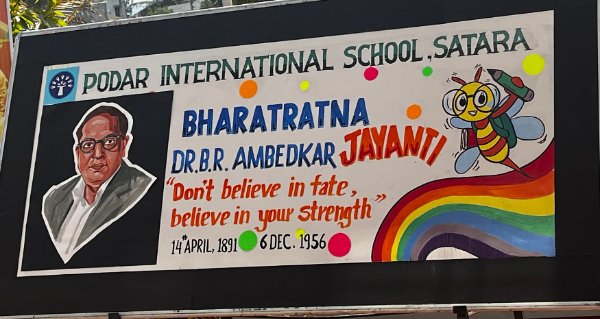 PODAR INTERNATIONAL SCHOOL, SATARA
BHARATRATNA
DR. B.R. AMBEDKAR JAYANTI
"Don't believe in fate,
believe in your strength"
14th APRIL, 1891 6 DEC. 1956